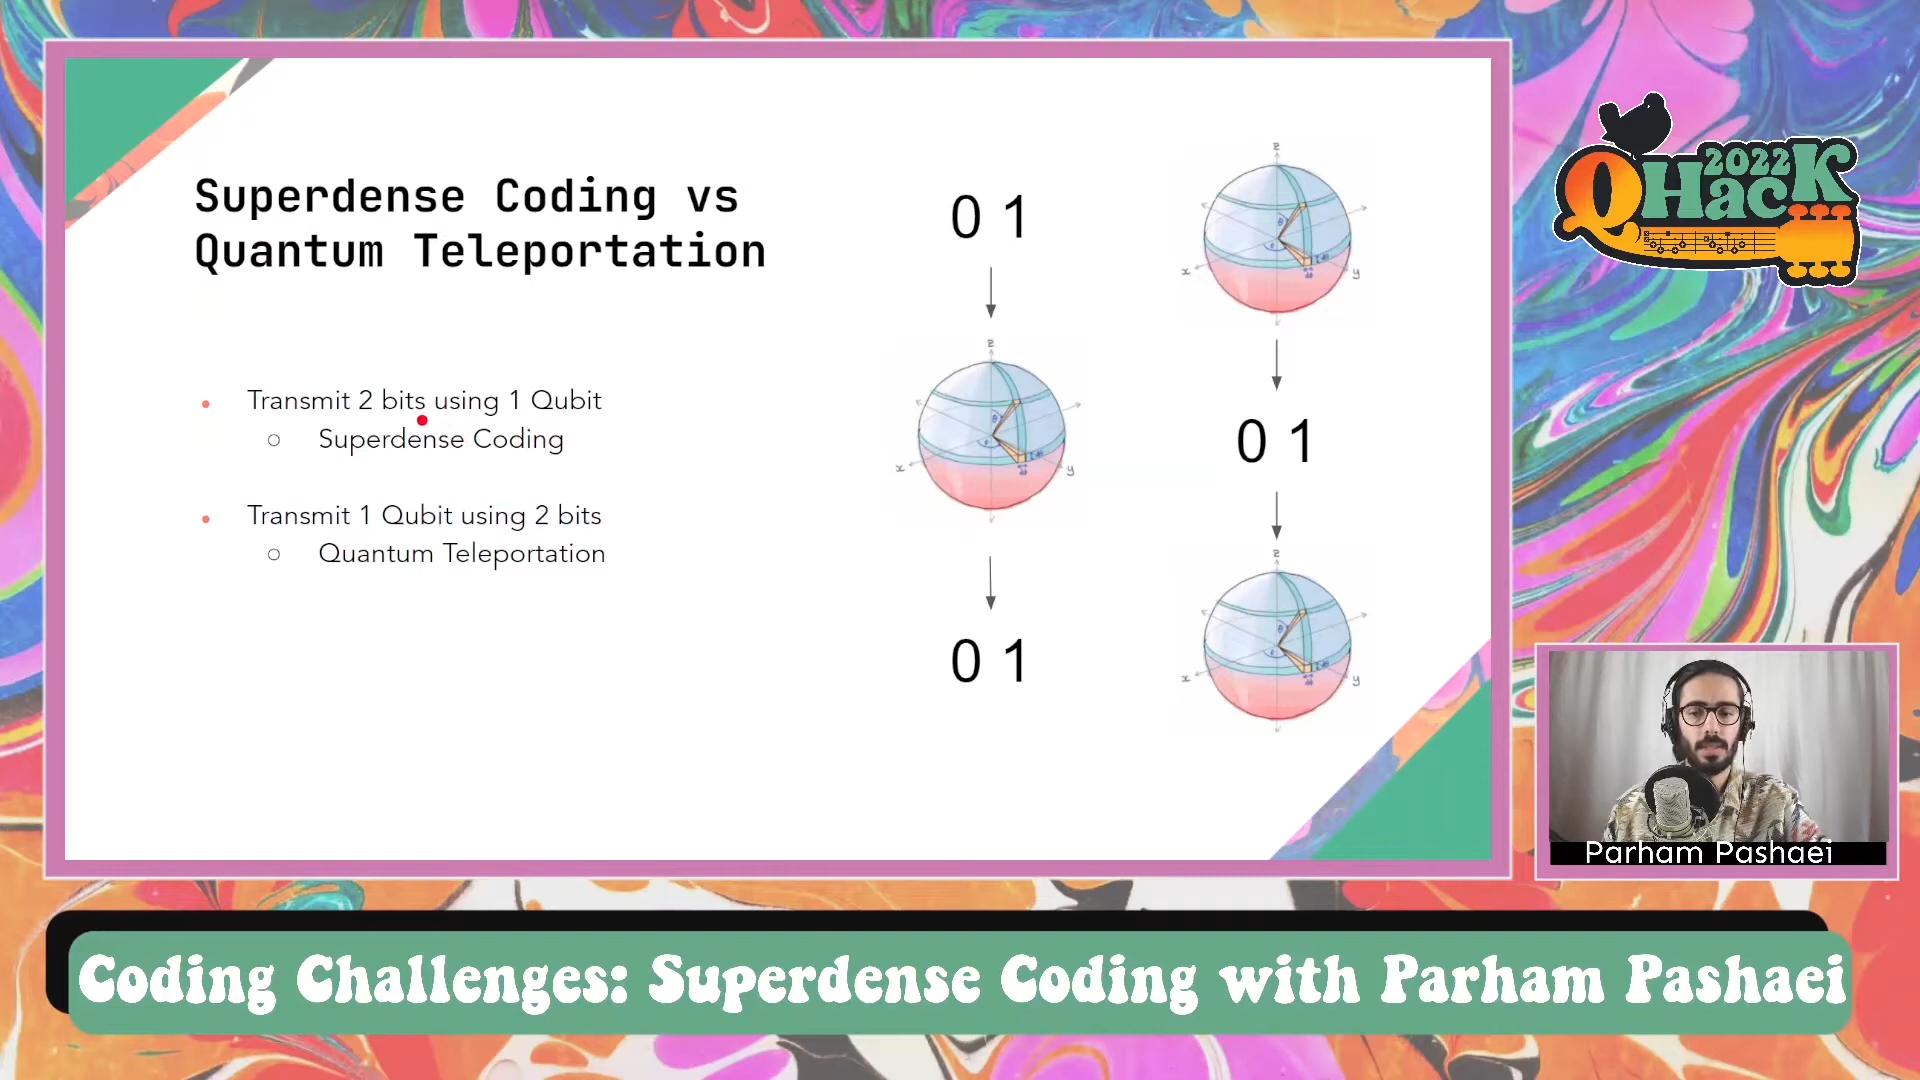 Superdense Coding vs
Quantum Teleportation
• Transmit 2 bits using 1 Qubit
○ Superdense Coding
• Transmit 1 Qubit using 2 bits
○ Quantum Teleportation
0 1
z
x
y
0 1
z
x
y
0 1
z
x
y
QHack
2022
Parham Pashaei
Coding Challenges: Superdense Coding with Parham Pashaei